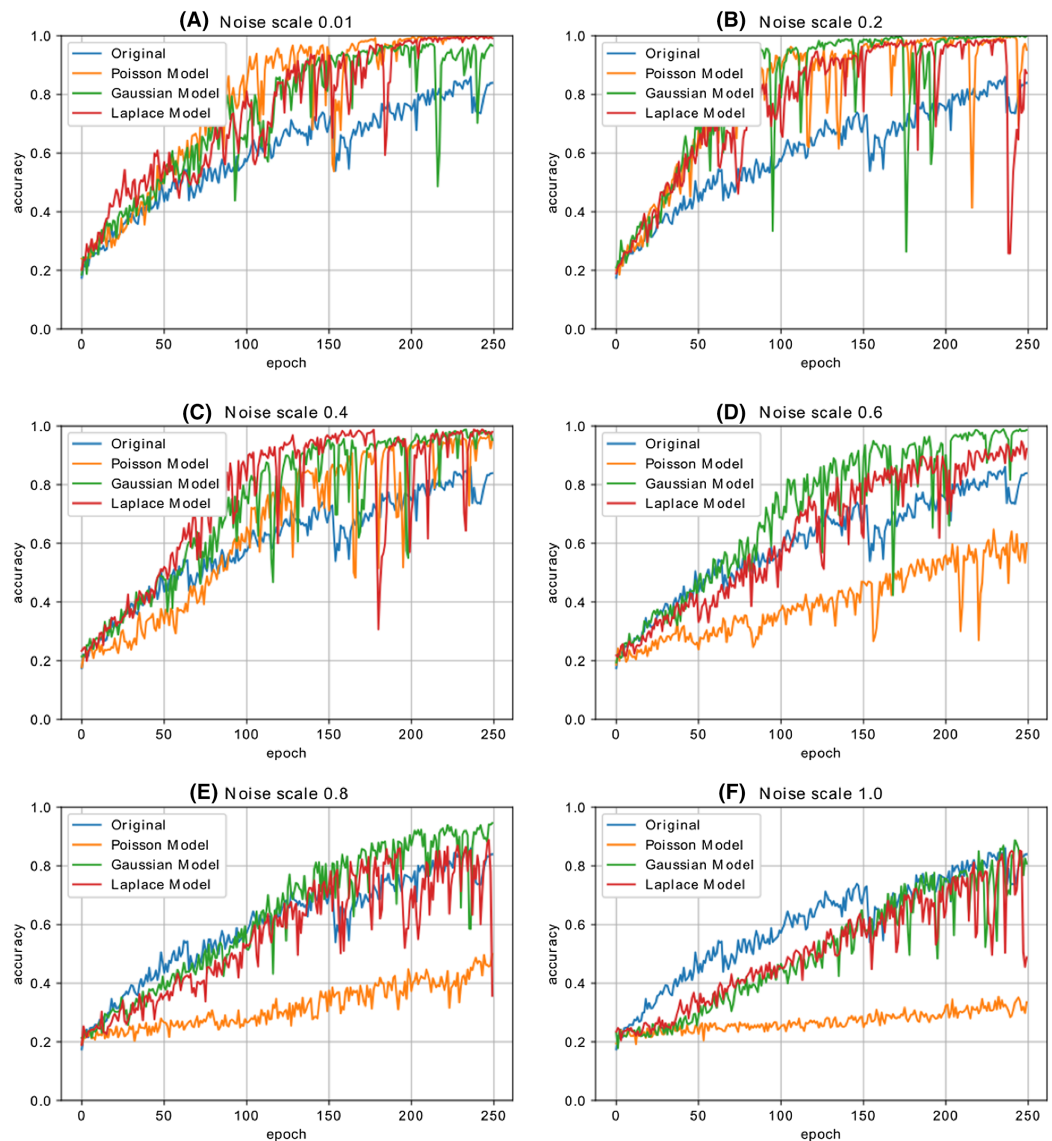 (A) Noise scale 0.01
1.0
0.8
0.6
0.4
0.2
0.0
accuracy
Original
Poisson Model
Gaussian Model
Laplace Model
0 50 100 150 200 250
epoch
(B) Noise scale 0.2
1.0
0.8
0.6
0.4
0.2
0.0
accuracy
Original
Poisson Model
Gaussian Model
Laplace Model
0 50 100 150 200 250
epoch
(C) Noise scale 0.4
1.0
0.8
0.6
0.4
0.2
0.0
accuracy
Original
Poisson Model
Gaussian Model
Laplace Model
0 50 100 150 200 250
epoch
(D) Noise scale 0.6
1.0
0.8
0.6
0.4
0.2
0.0
accuracy
Original
Poisson Model
Gaussian Model
Laplace Model
0 50 100 150 200 250
epoch
(E) Noise scale 0.8
1.0
0.8
0.6
0.4
0.2
0.0
accuracy
Original
Poisson Model
Gaussian Model
Laplace Model
0 50 100 150 200 250
epoch
(F) Noise scale 1.0
1.0
0.8
0.6
0.4
0.2
0.0
accuracy
Original
Poisson Model
Gaussian Model
Laplace Model
0 50 100 150 200 250
epoch